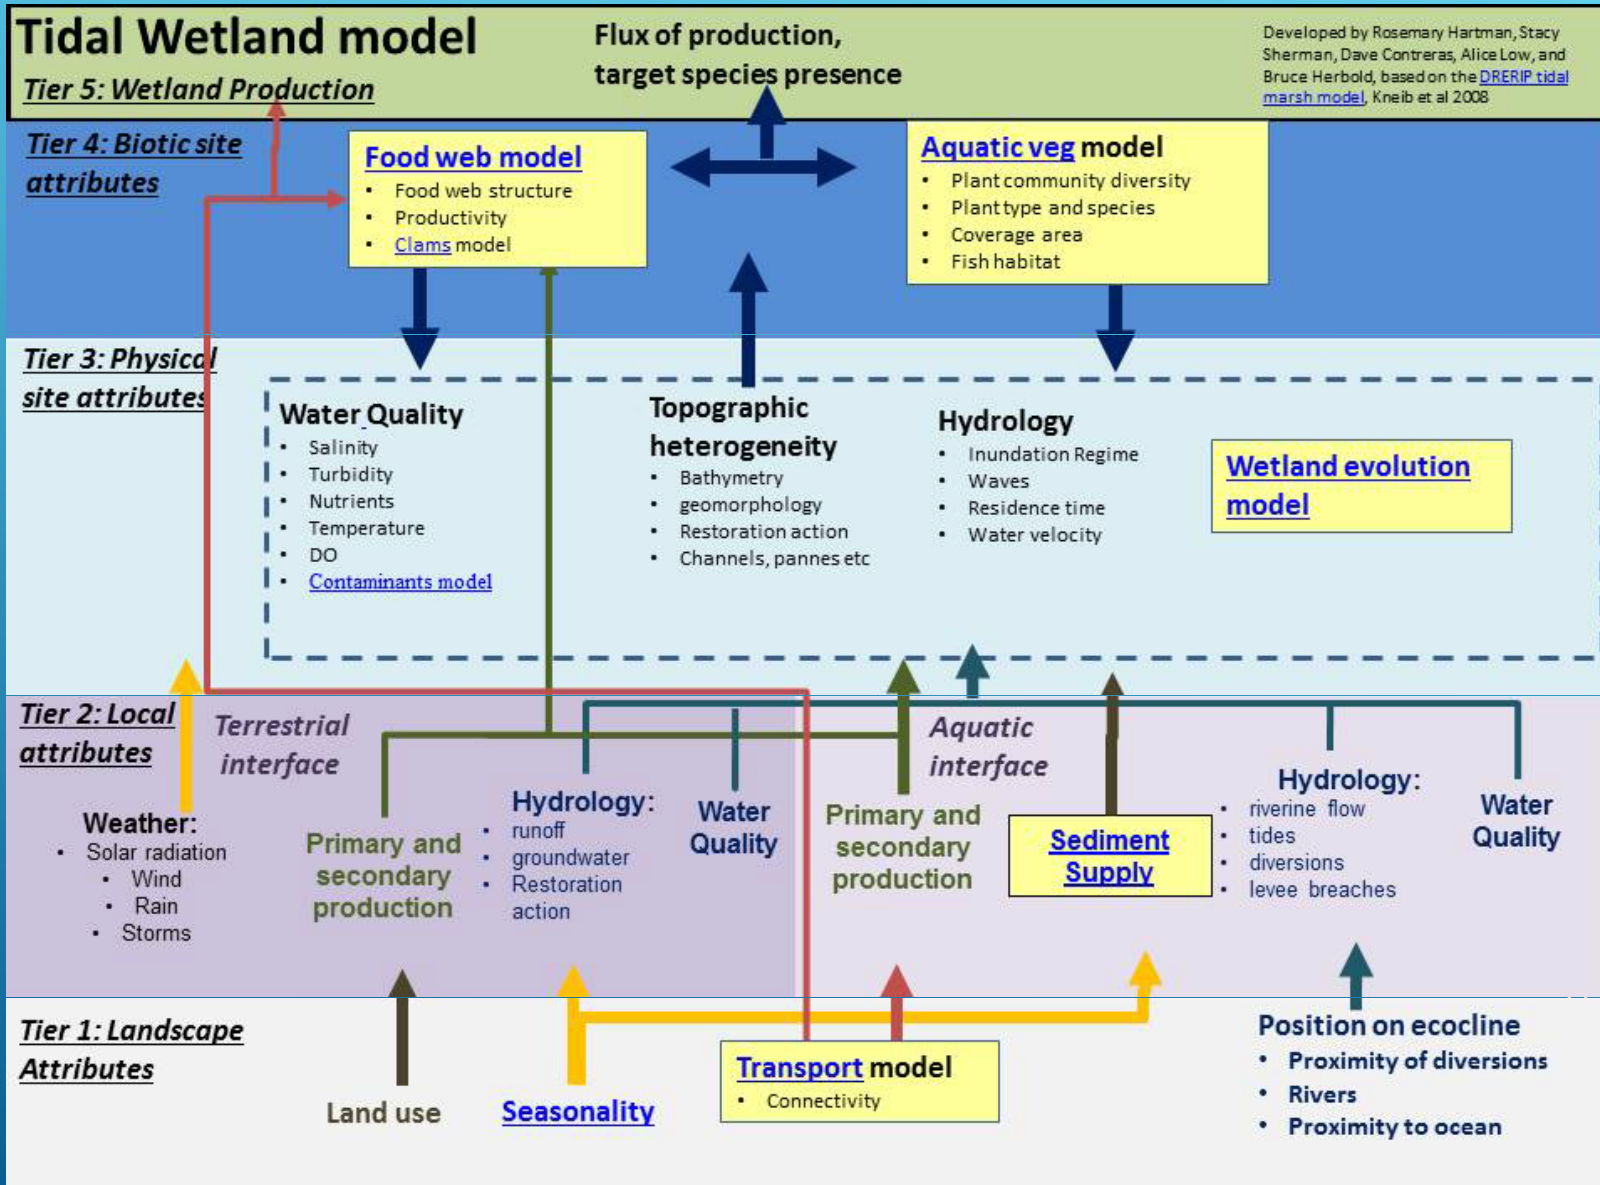 Tidal Wetland model
Tier 5: Wetland Production
Flux of production,
target species presence
Developed by Rosemary Hartman, Stacy
Sherman, Dave Contreras, Alice Low, and
Bruce Herbold, based on the DRERIP tidal
marsh model, Kneib et al 2008
Tier 4: Biotic site
attributes
Food web model
• Food web structure
• Productivity
• Clams model
Aquatic veg model
• Plant community diversity
• Plant type and species
• Coverage area
• Fish habitat
Tier 3: Physical
site attributes
Water Quality
• Salinity
• Turbidity
• Nutrients
• Temperature
• DO
• Contaminants model
Topographic
heterogeneity
• Bathymetry
• geomorphology
• Restoration action
• Channels, pannes etc
Hydrology
• Inundation Regime
• Waves
• Residence time
• Water velocity
Wetland evolution
model
Tier 2: Local
attributes
Terrestrial
interface
Aquatic
interface
Weather:
• Solar radiation
• Wind
• Rain
• Storms
Primary and
secondary
production
Hydrology:
• runoff
• groundwater
• Restoration
action
Water
Quality
Primary and
secondary
production
Sediment
Supply
Hydrology:
• riverine flow
• tides
• diversions
• levee breaches
Water
Quality
Tier 1: Landscape
Attributes
Land use
Seasonality
Transport model
• Connectivity
Position on ecocline
• Proximity of diversions
• Rivers
• Proximity to ocean